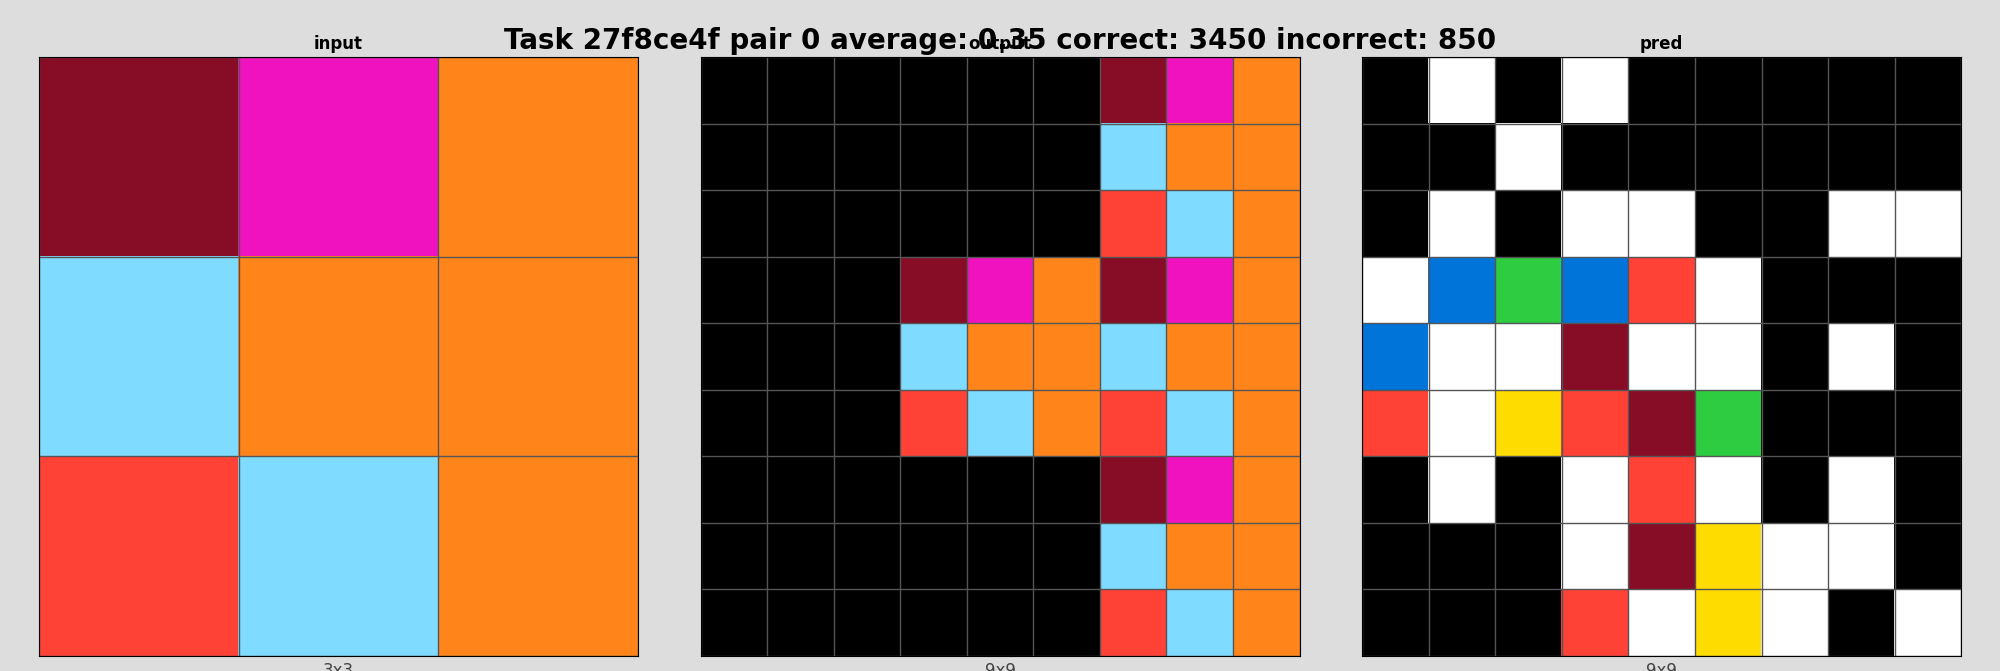 Task 27f8ce4f pair 0 average: 0.35 correct: 3450 incorrect: 850
input
output
pred
3x3
9x9
9x9